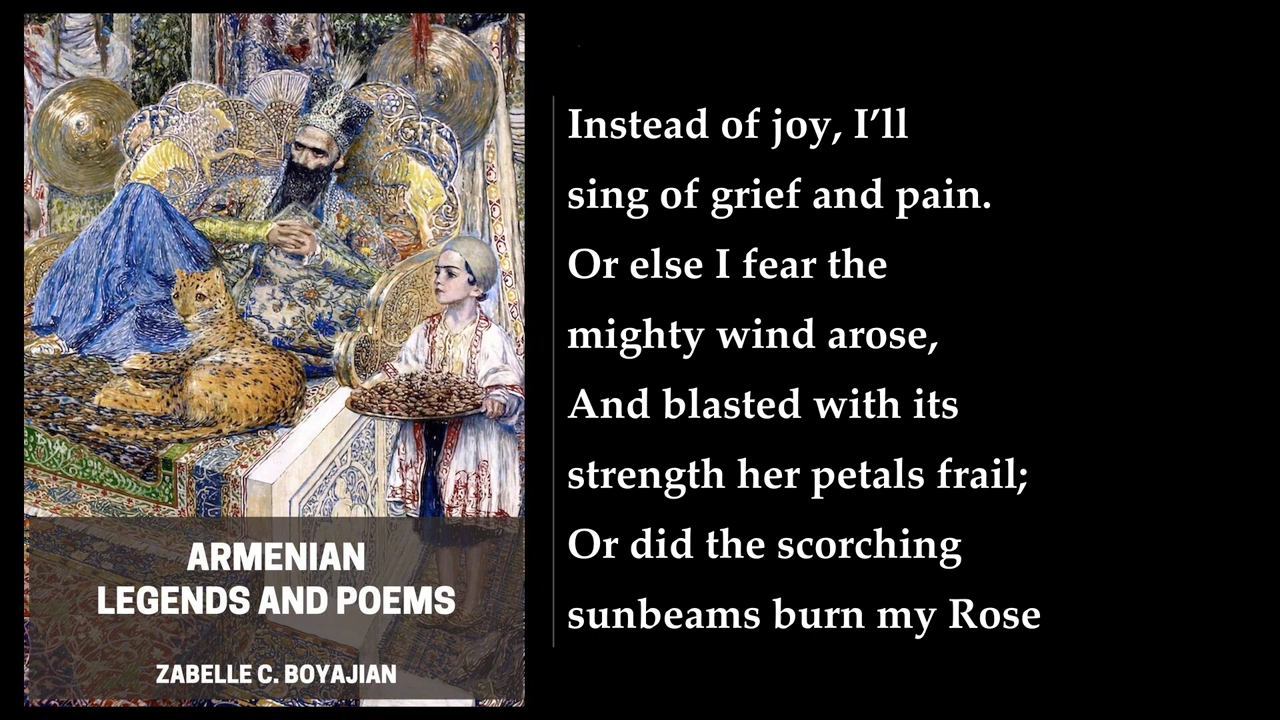 ARMENIAN
LEGENDS AND POEMS
ZABELLE C. BOYAJIAN
Instead of joy, I’ll
sing of grief and pain.
Or else I fear the
mighty wind arose,
And blasted with its
strength her petals frail;
Or did the scorching
sunbeams burn my Rose